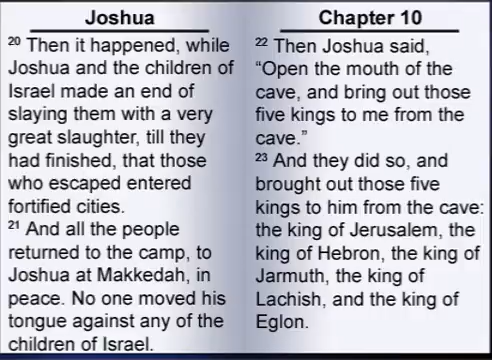 Joshua
20 Then it happened, while
Joshua and the children of
Israel made an end of
slaying them with a very
great slaughter, till they
had finished, that those
who escaped entered
fortified cities.
21 And all the people
returned to the camp, to
Joshua at Makkedah, in
peace. No one moved his
tongue against any of the
children of Israel.
Chapter 10
22 Then Joshua said,
“Open the mouth of the
cave, and bring out those
five kings to me from the
cave.”
23 And they did so, and
brought out those five
kings to him from the cave:
the king of Jerusalem, the
king of Hebron, the king of
Jarmuth, the king of
Lachish, and the king of
Eglon.